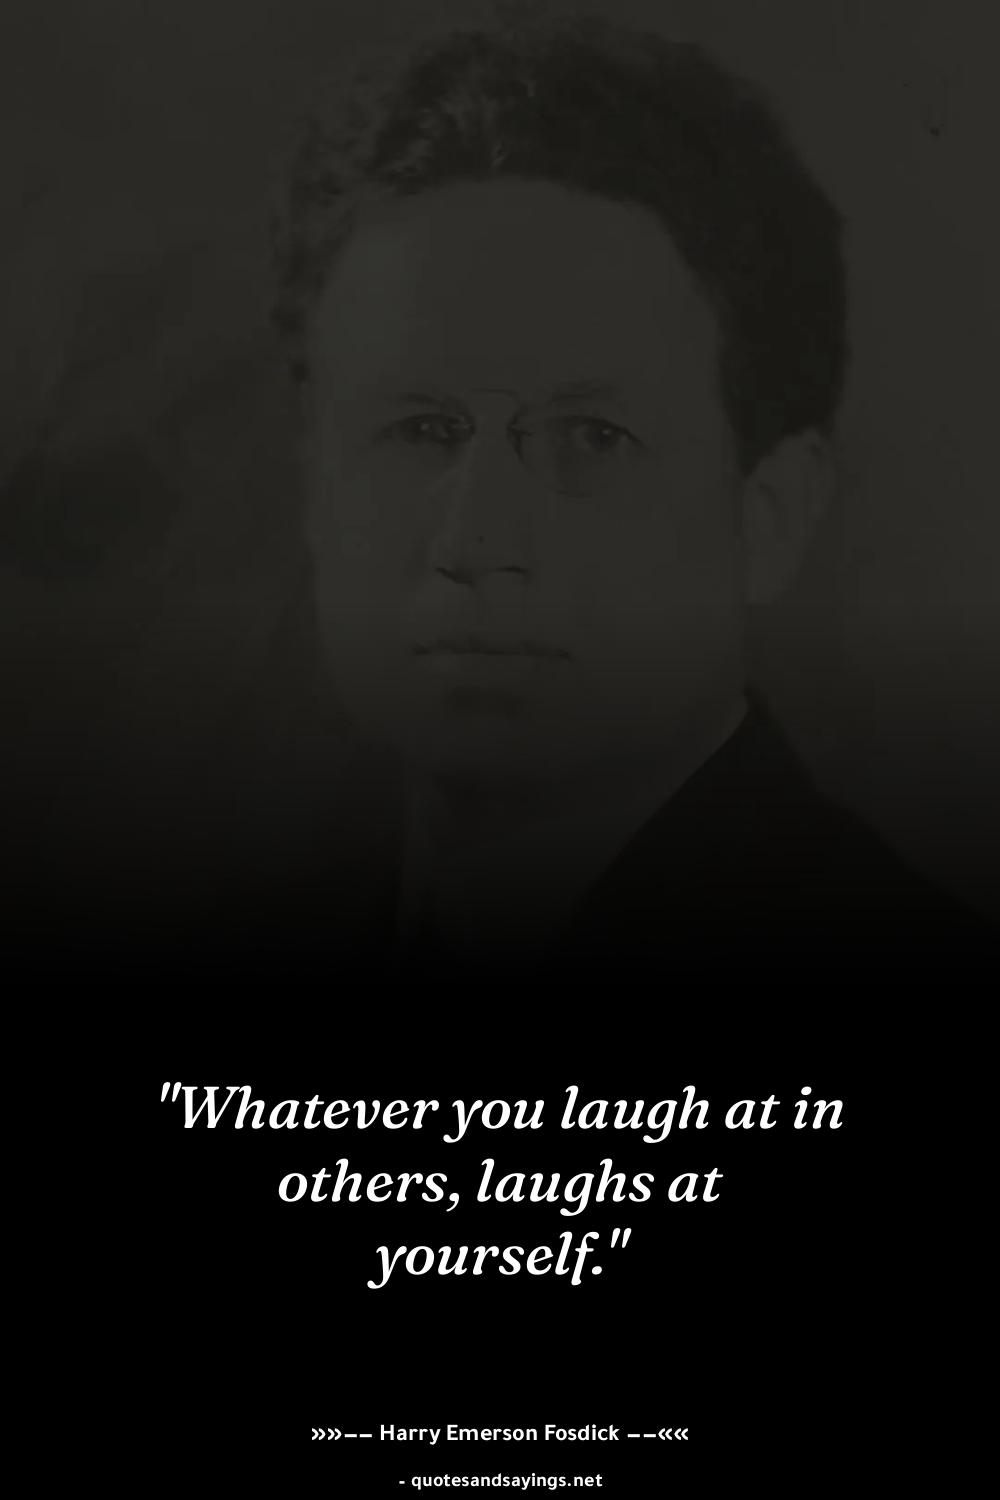 "Whatever you laugh at in
others, laughs at
yourself."
»»–– Harry Emerson Fosdick ––««
- quotesandsayings.net